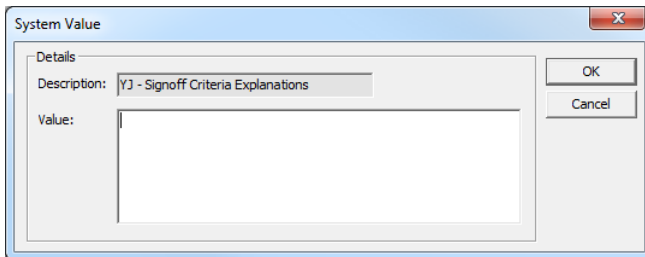 System Value
Details
Description: YJ - Signoff Criteria Explanations
Value:
OK
Cancel